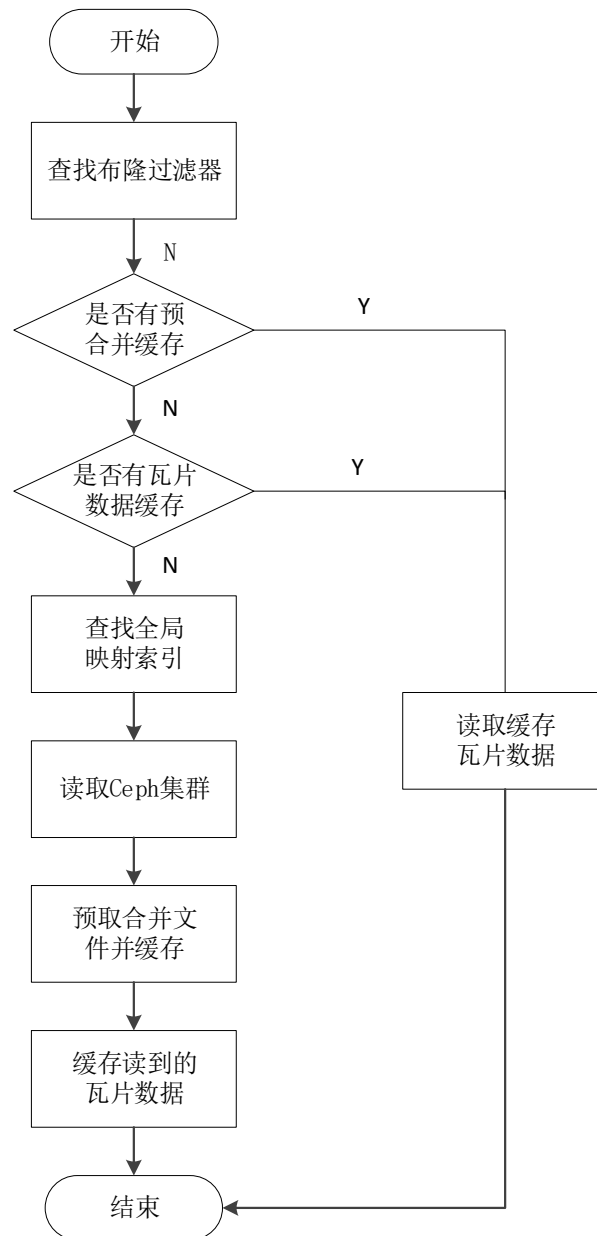 开始
查找布隆过滤器
N
是否有预
合并缓存
Y
N
是否有瓦片
数据缓存
Y
N
查找全局
映射索引
读取缓存
瓦片数据
读取Ceph集群
预取合并文
件并缓存
缓存读到的
瓦片数据
结束